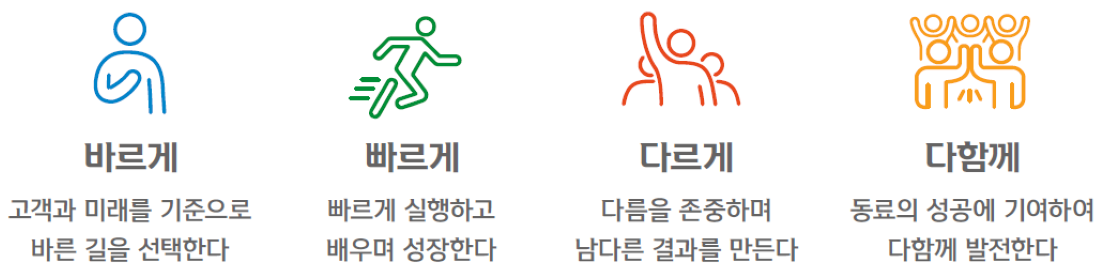 바르게
고객과 미래를 기준으로
바른 길을 선택한다
빠르게
빠르게 실행하고
배우며 성장한다
다르게
다름을 존중하며
남다른 결과를 만든다
다함께
동료의 성공에 기여하여
다함께 발전한다